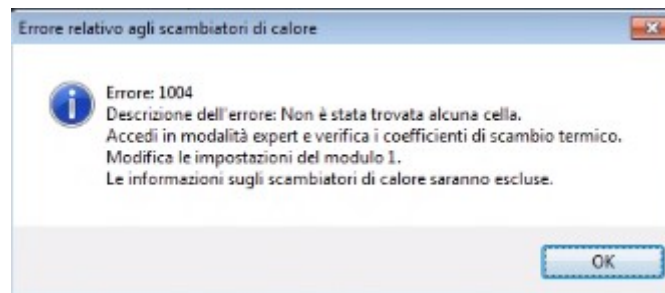 Errore relativo agli scambiatori di calore
Errore: 1004
Descrizione dell'errore: Non è stata trovata alcuna cella.
Accedi in modalità expert e verifica i coefficienti di scambio termico.
Modifica le impostazioni del modulo 1.
Le informazioni sugli scambiatori di calore saranno escluse.
OK